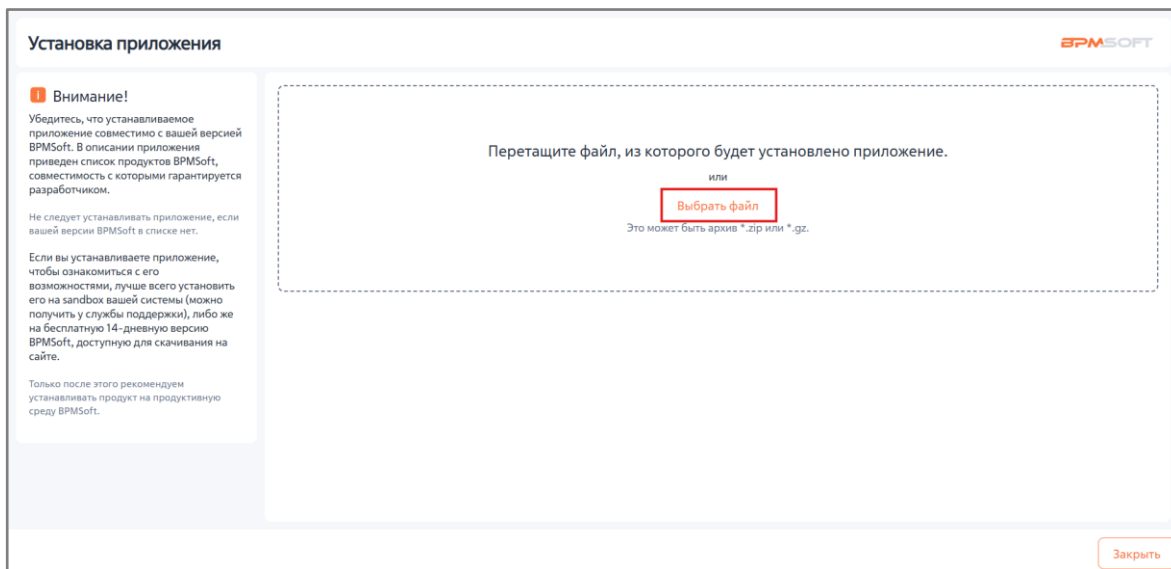 Установка приложения
BPMSOFT
Внимание!
Убедитесь, что устанавливаемое
приложение совместимо с вашей версией
BPMSoft. В описании приложения
приведен список продуктов BPMSoft,
совместимость с которыми гарантируется
разработчиком.
Не следует устанавливать приложение, если
вашей версии BPMSoft в списке нет.
Если вы устанавливаете приложение,
чтобы ознакомиться с его
возможностями, лучше всего установить
его на sandbox вашей системы (можно
получить у службы поддержки), либо же
на бесплатную 14-дневную версию
BPMSoft, доступную для скачивания на
сайте.
Только после этого рекомендуем
устанавливать продукт на продуктивную
среду BPMSoft.
Перетащите файл, из которого будет установлено приложение.
или
Выбрать файл
Это может быть архив *.zip или *.gz.
Закрыть